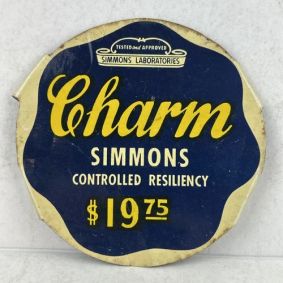 TESTED and APPROVED
SIMMONS LABORATORIES
Charm
SIMMONS
CONTROLLED RESILIENCY
$19.75